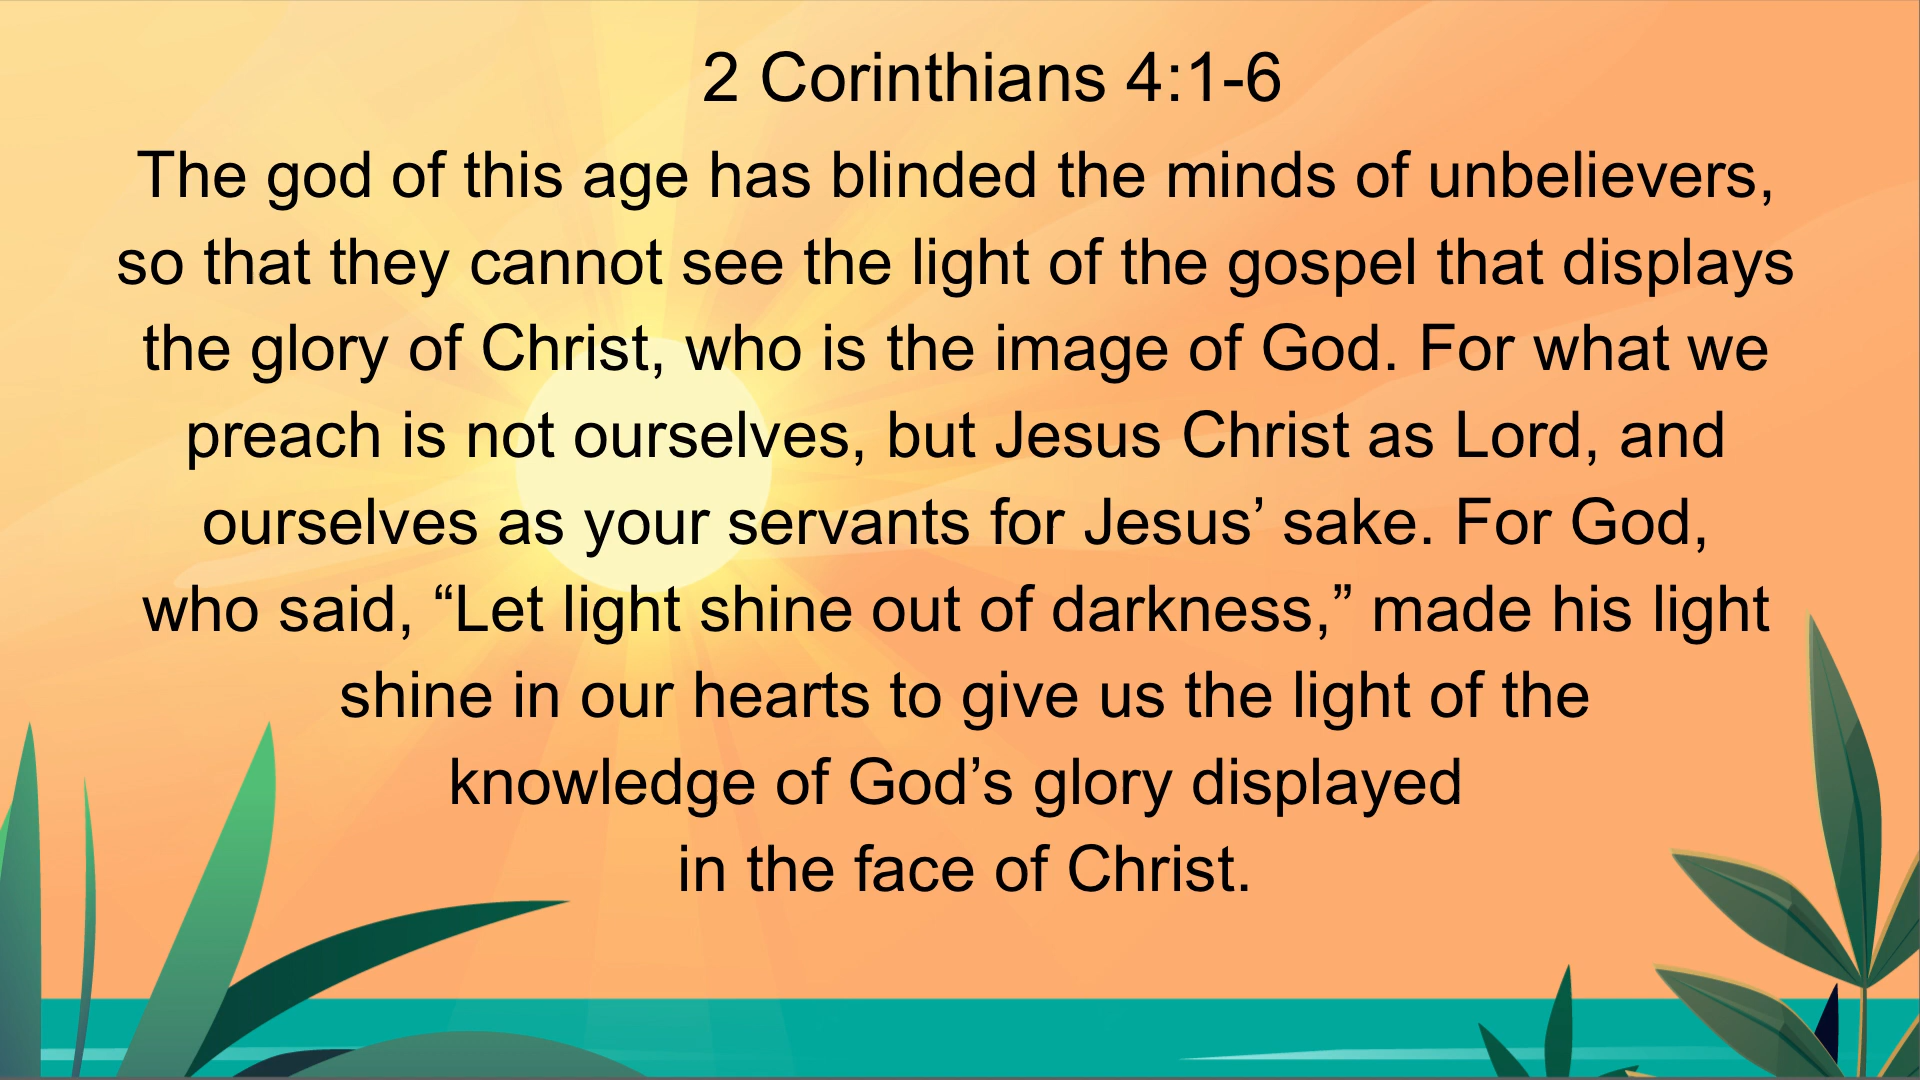 2 Corinthians 4:1-6
The god of this age has blinded the minds of unbelievers,
so that they cannot see the light of the gospel that displays
the glory of Christ, who is the image of God. For what we
preach is not ourselves, but Jesus Christ as Lord, and
ourselves as your servants for Jesus’ sake. For God,
who said, “Let light shine out of darkness,” made his light
shine in our hearts to give us the light of the
knowledge of God’s glory displayed
in the face of Christ.